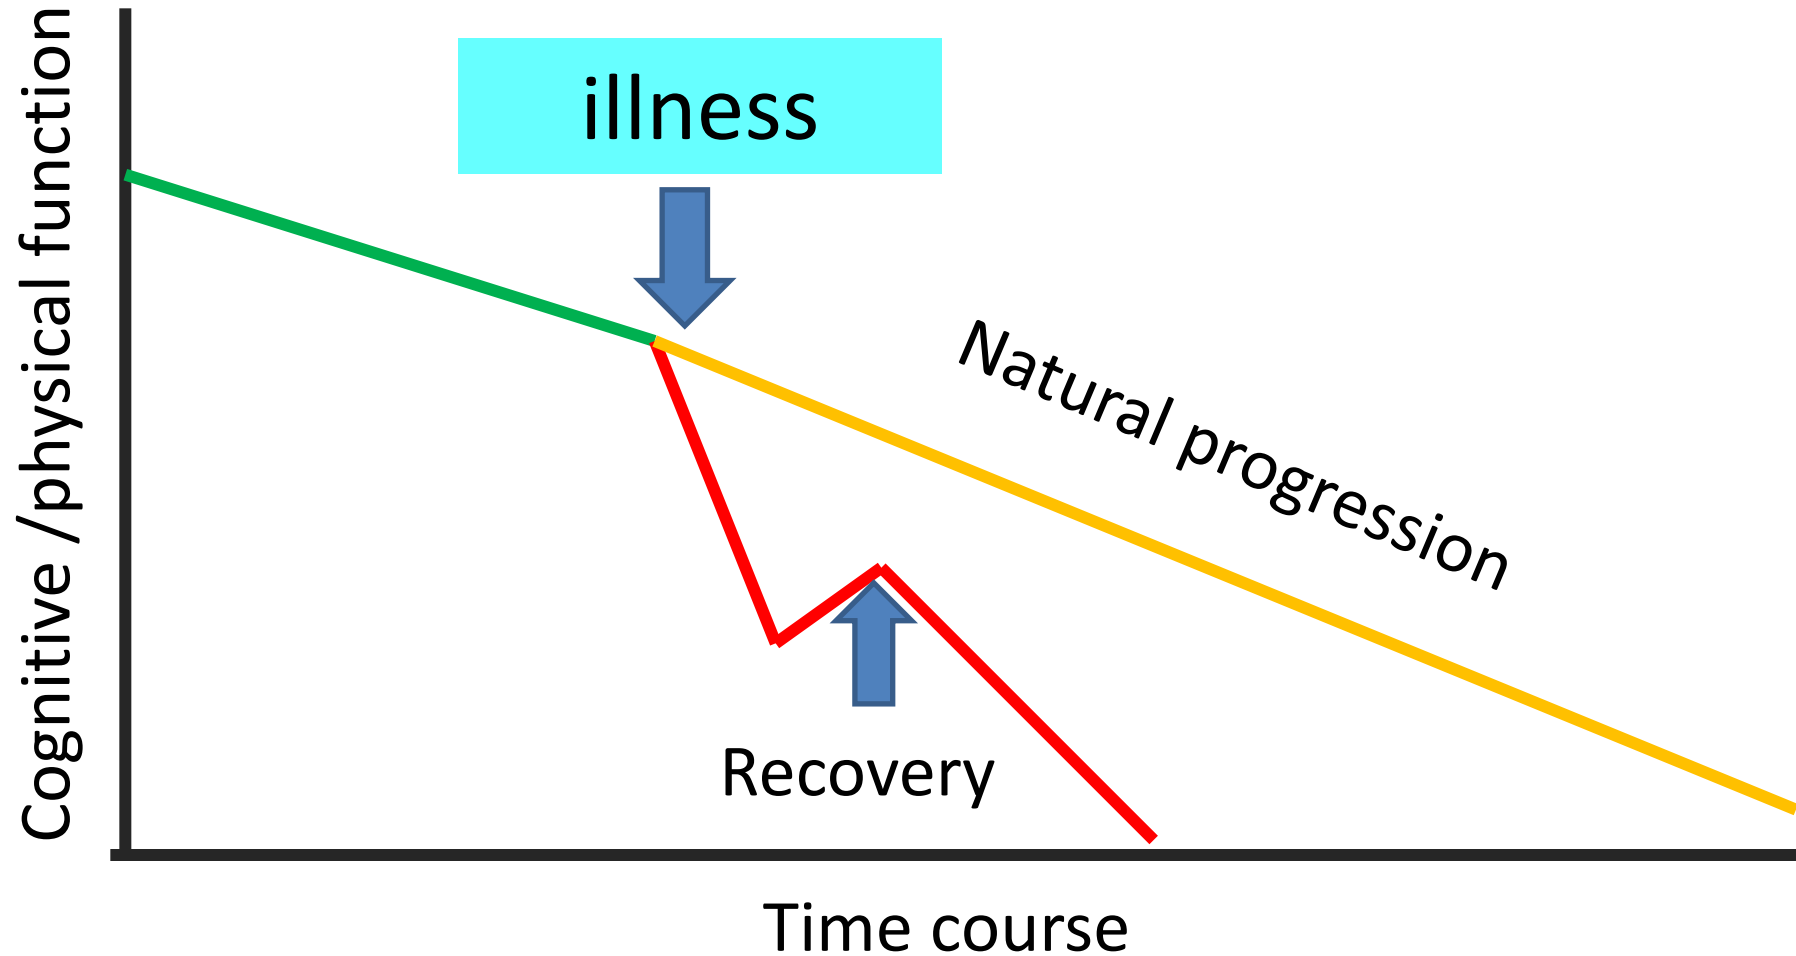 Cognitive /physical function
illness
Natural progression
Recovery
Time course